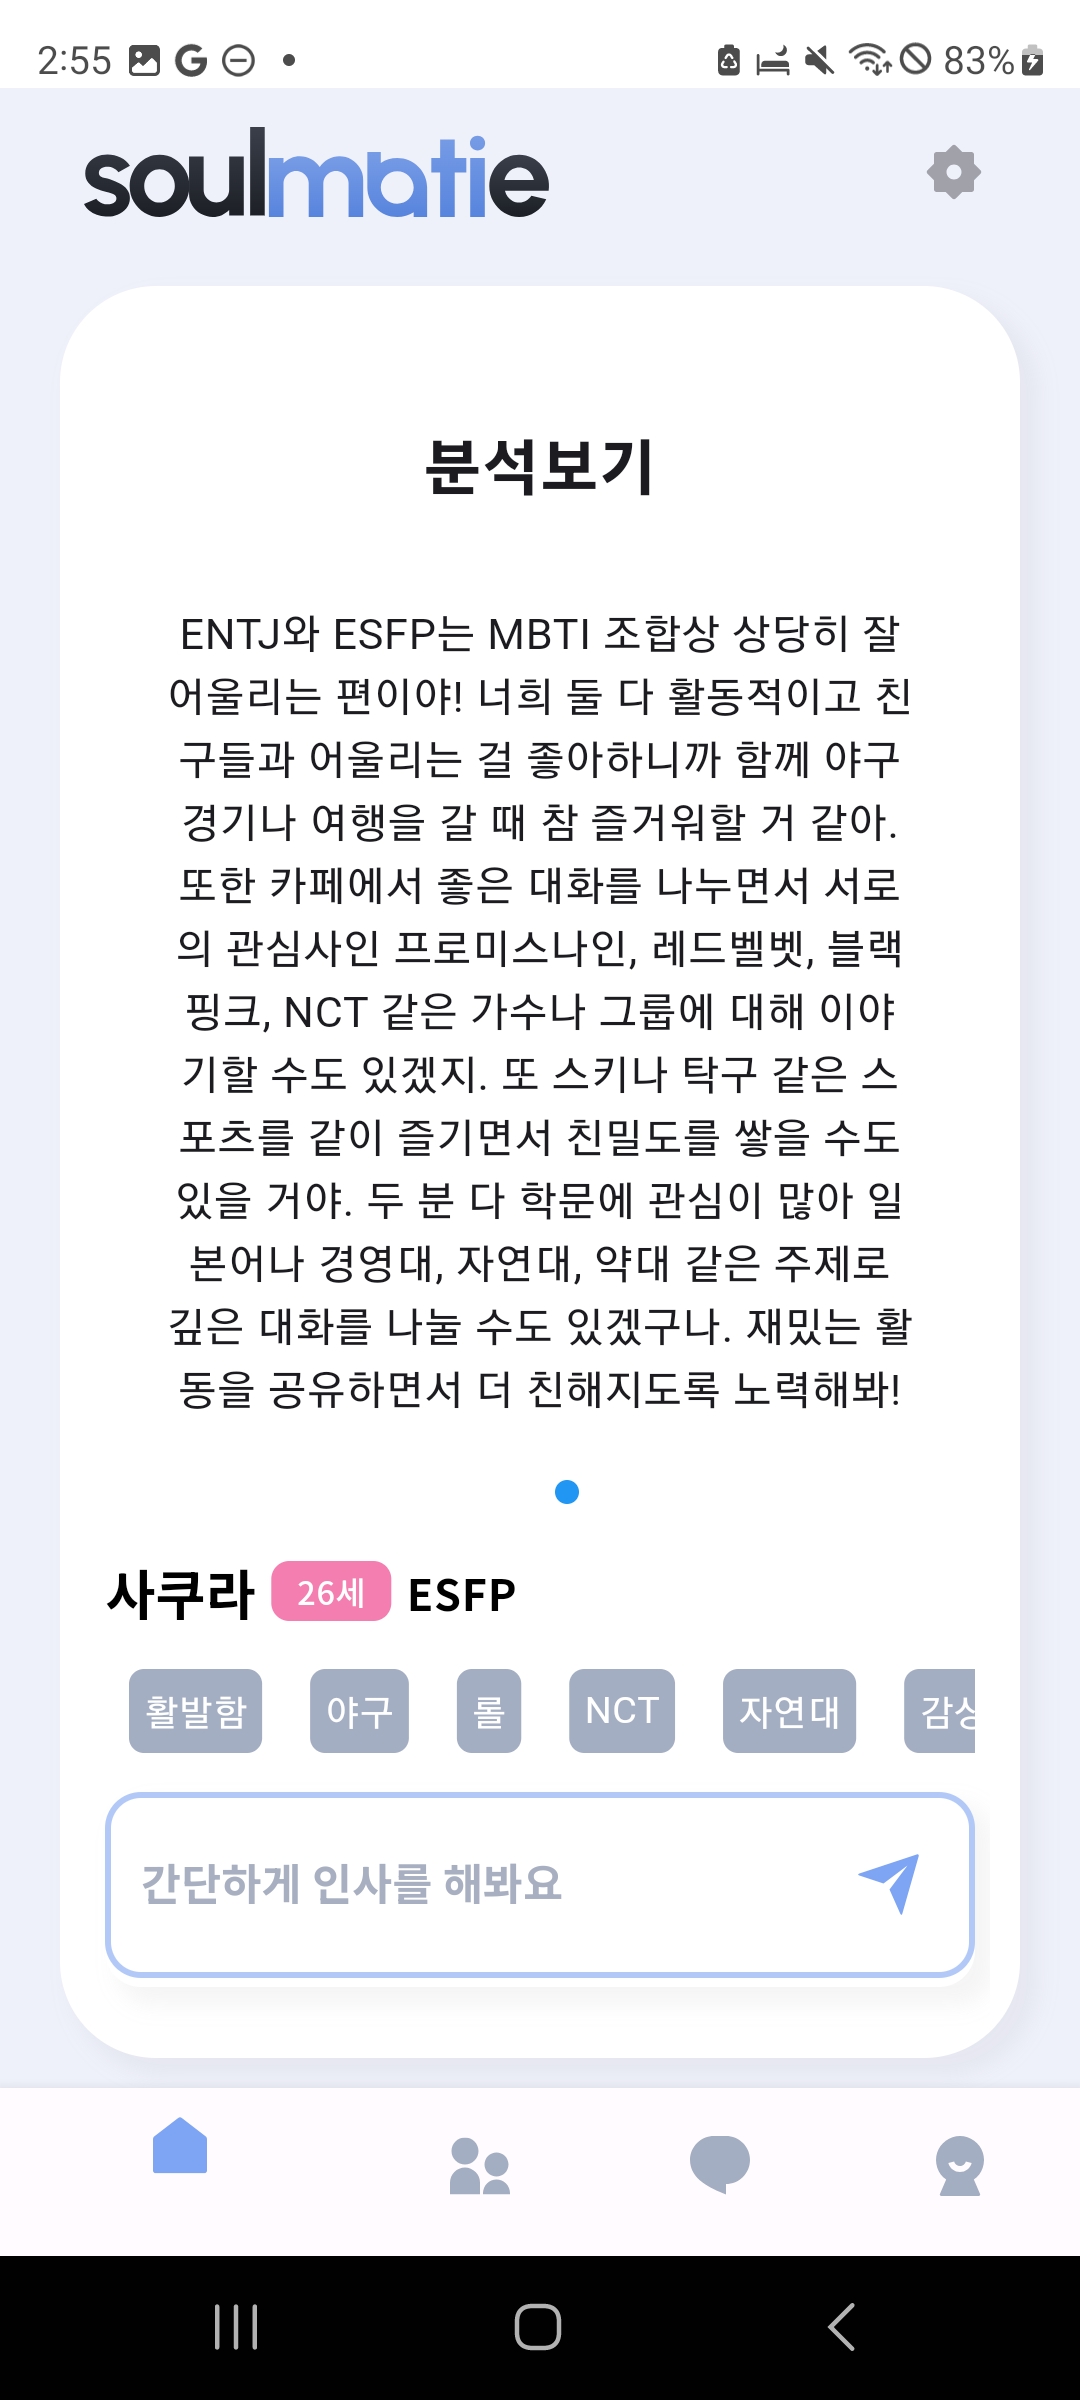 2:55
83%
soulmatie
분석보기
ENTJ와 ESFP는 MBTI 조합상 상당히 잘
어울리는 편이야! 너희 둘 다 활동적이고 친
구들과 어울리는 걸 좋아하니까 함께 야구
경기나 여행을 갈 때 참 즐거워할 거 같아.
또한 카페에서 좋은 대화를 나누면서 서로
의 관심사인 프로미스나인, 레드벨벳, 블랙
핑크, NCT 같은 가수나 그룹에 대해 이야
기할 수도 있겠지. 또 스키나 탁구 같은 스
포츠를 같이 즐기면서 친밀도를 쌓을 수도
있을 거야. 두 분 다 학문에 관심이 많아 일
본어나 경영대, 자연대, 약대 같은 주제로
깊은 대화를 나눌 수도 있겠구나. 재밌는 활
동을 공유하면서 더 친해지도록 노력해봐!
사쿠라 26세 ESFP
활발함 야구 롤 NCT 자연대
간단하게 인사를 해봐요